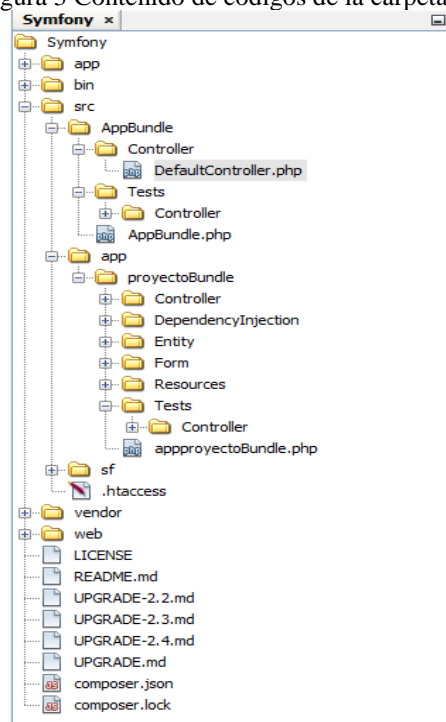 gura 3 Contenido de códigos de la carpeta
Symfony ×
Symfony
app
bin
src
AppBundle
Controller
DefaultController.php
Tests
Controller
AppBundle.php
app
proyectoBundle
Controller
DependencyInjection
Entity
Form
Resources
Tests
Controller
appproyectoBundle.php
sf
.htaccess
vendor
web
LICENSE
README.md
UPGRADE-2.2.md
UPGRADE-2.3.md
UPGRADE-2.4.md
UPGRADE.md
composer.json
composer.lock